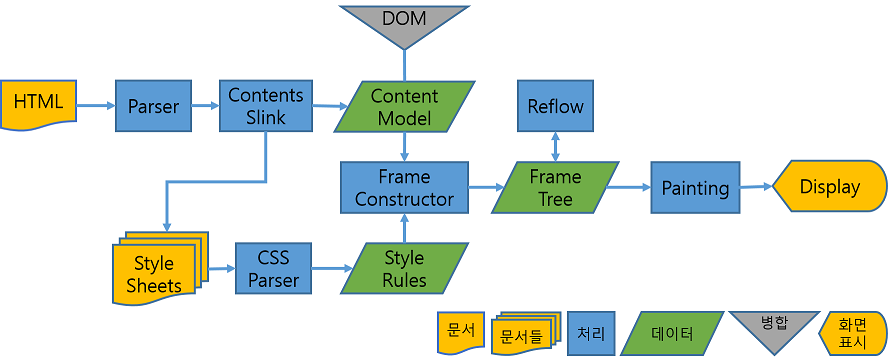 DOM
HTML
Parser
Contents
Slink
Content
Model
Reflow
Frame
Constructor
Frame
Tree
Painting
Display
Style
Sheets
CSS
Parser
Style
Rules
문서
문서들
처리
데이터
병합
화면
표시